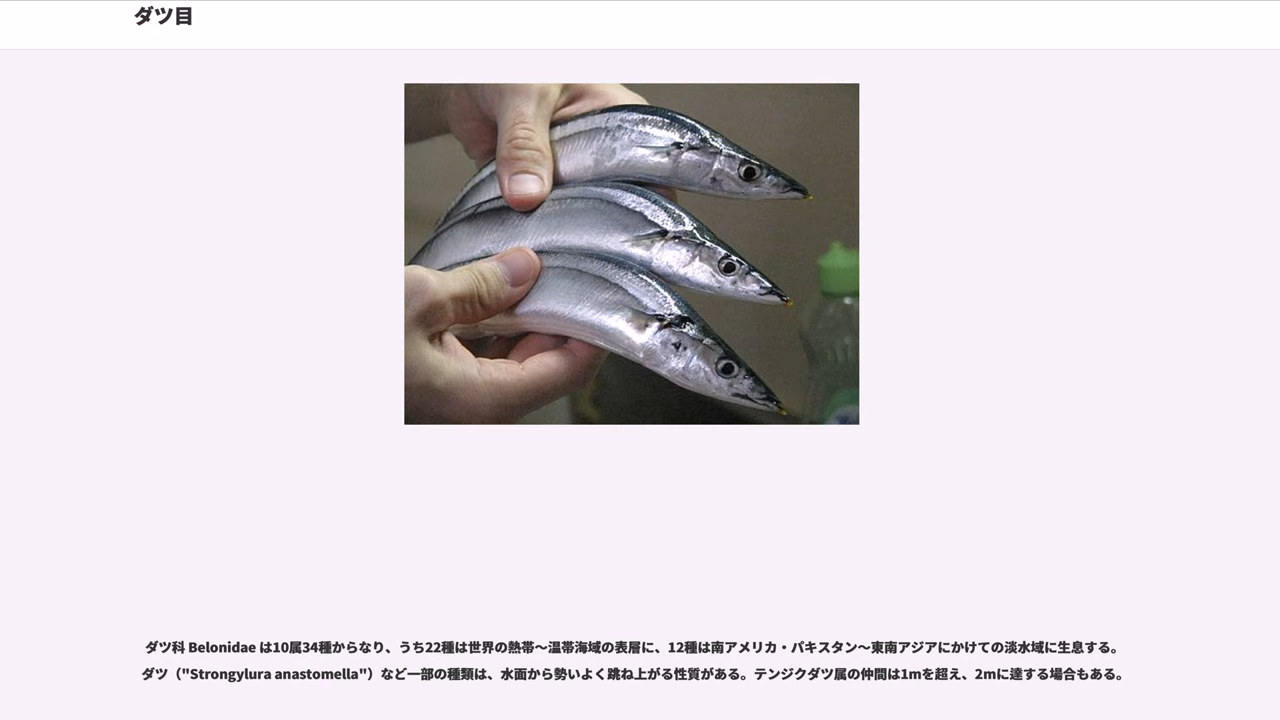 ダツ目
ダツ科 Belonidae は10属34種からなり、うち22種は世界の熱帯〜温帯海域の表層に、12種は南アメリカ・パキスタン〜東南アジアにかけての淡水域に生息する。
ダツ（"Strongylura anastomella"）など一部の種類は、水面から勢いよく跳ね上がる性質がある。テンジクダツ属の仲間は1mを超え、2mに達する場合もある。